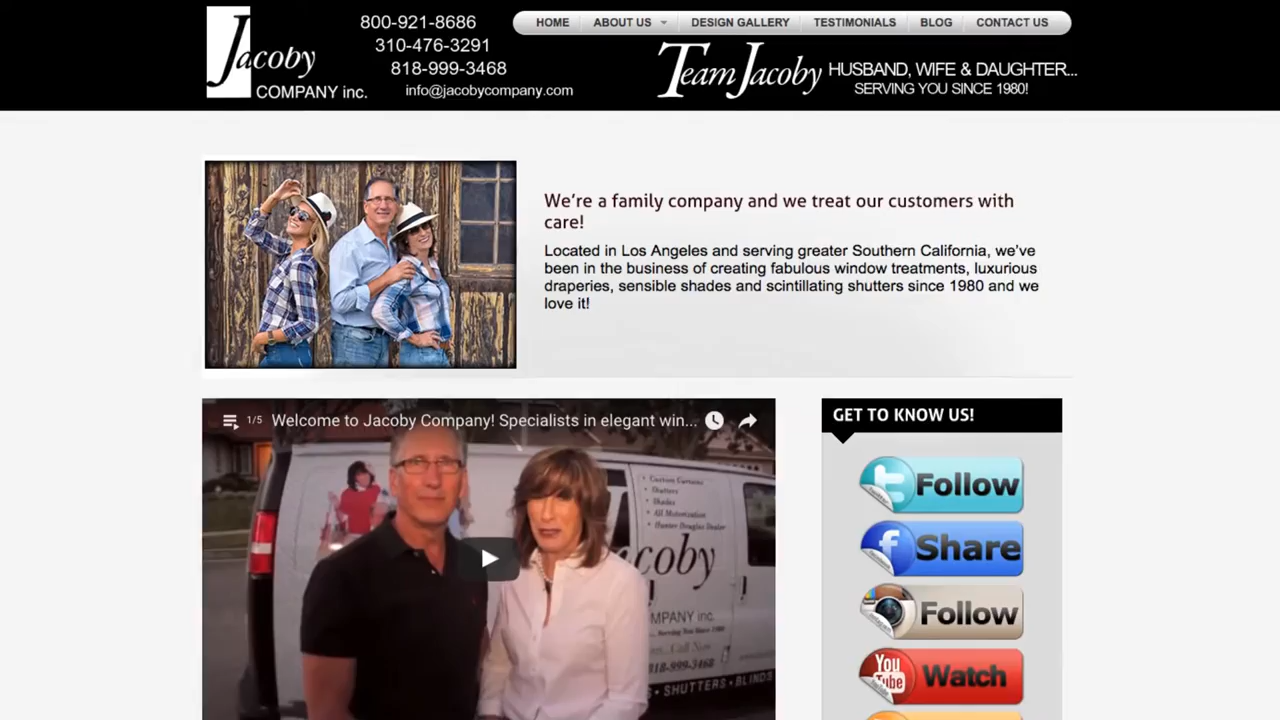 Jacoby
COMPANY inc.
800-921-8686
310-476-3291
818-999-3468
info@jacobycompany.com
HOME
ABOUT US
DESIGN GALLERY
TESTIMONIALS
BLOG
CONTACT US
Team Jacoby HUSBAND, WIFE & DAUGHTER...
SERVING YOU SINCE 1980!
We're a family company and we treat our customers with
care!
Located in Los Angeles and serving greater Southern California, we've
been in the business of creating fabulous window treatments, luxurious
draperies, sensible shades and scintillating shutters since 1980 and we
love it!
1/5 Welcome to Jacoby Company! Specialists in elegant win...
• Custom Curtains
• Shutters
• Shades
• All Motorization
• Hunter Douglas Dealer
acoby
MPANY inc.
... Serving You Since 1980
Call Now
818-999-3468
S • SHUTTERS • BLINDS
GET TO KNOW US!
Follow
Share
Follow
You
Tube
Watch